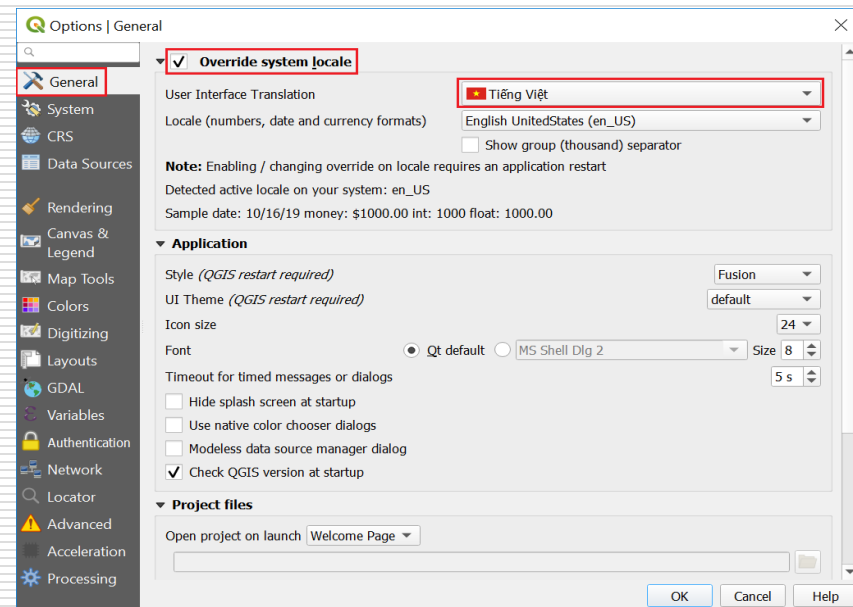 Options | General
General
System
CRS
Data Sources
Rendering
Canvas &
Legend
Map Tools
Colors
Digitizing
Layouts
GDAL
Variables
Authentication
Network
Locator
Advanced
Acceleration
Processing
Override system locale
User Interface Translation Tiếng Việt
Locale (numbers, date and currency formats) English UnitedStates (en_US)
Show group (thousand) separator
Note: Enabling / changing override on locale requires an application restart
Detected active locale on your system: en_US
Sample date: 10/16/19 money: $1000.00 int: 1000 float: 1000.00
Application
Style (QGIS restart required) Fusion
UI Theme (QGIS restart required) default
Icon size 24
Font Qt default MS Shell Dlg 2 Size 8
Timeout for timed messages or dialogs 5 s
Hide splash screen at startup
Use native color chooser dialogs
Modeless data source manager dialog
Check QGIS version at startup
Project files
Open project on launch Welcome Page
OK Cancel Help